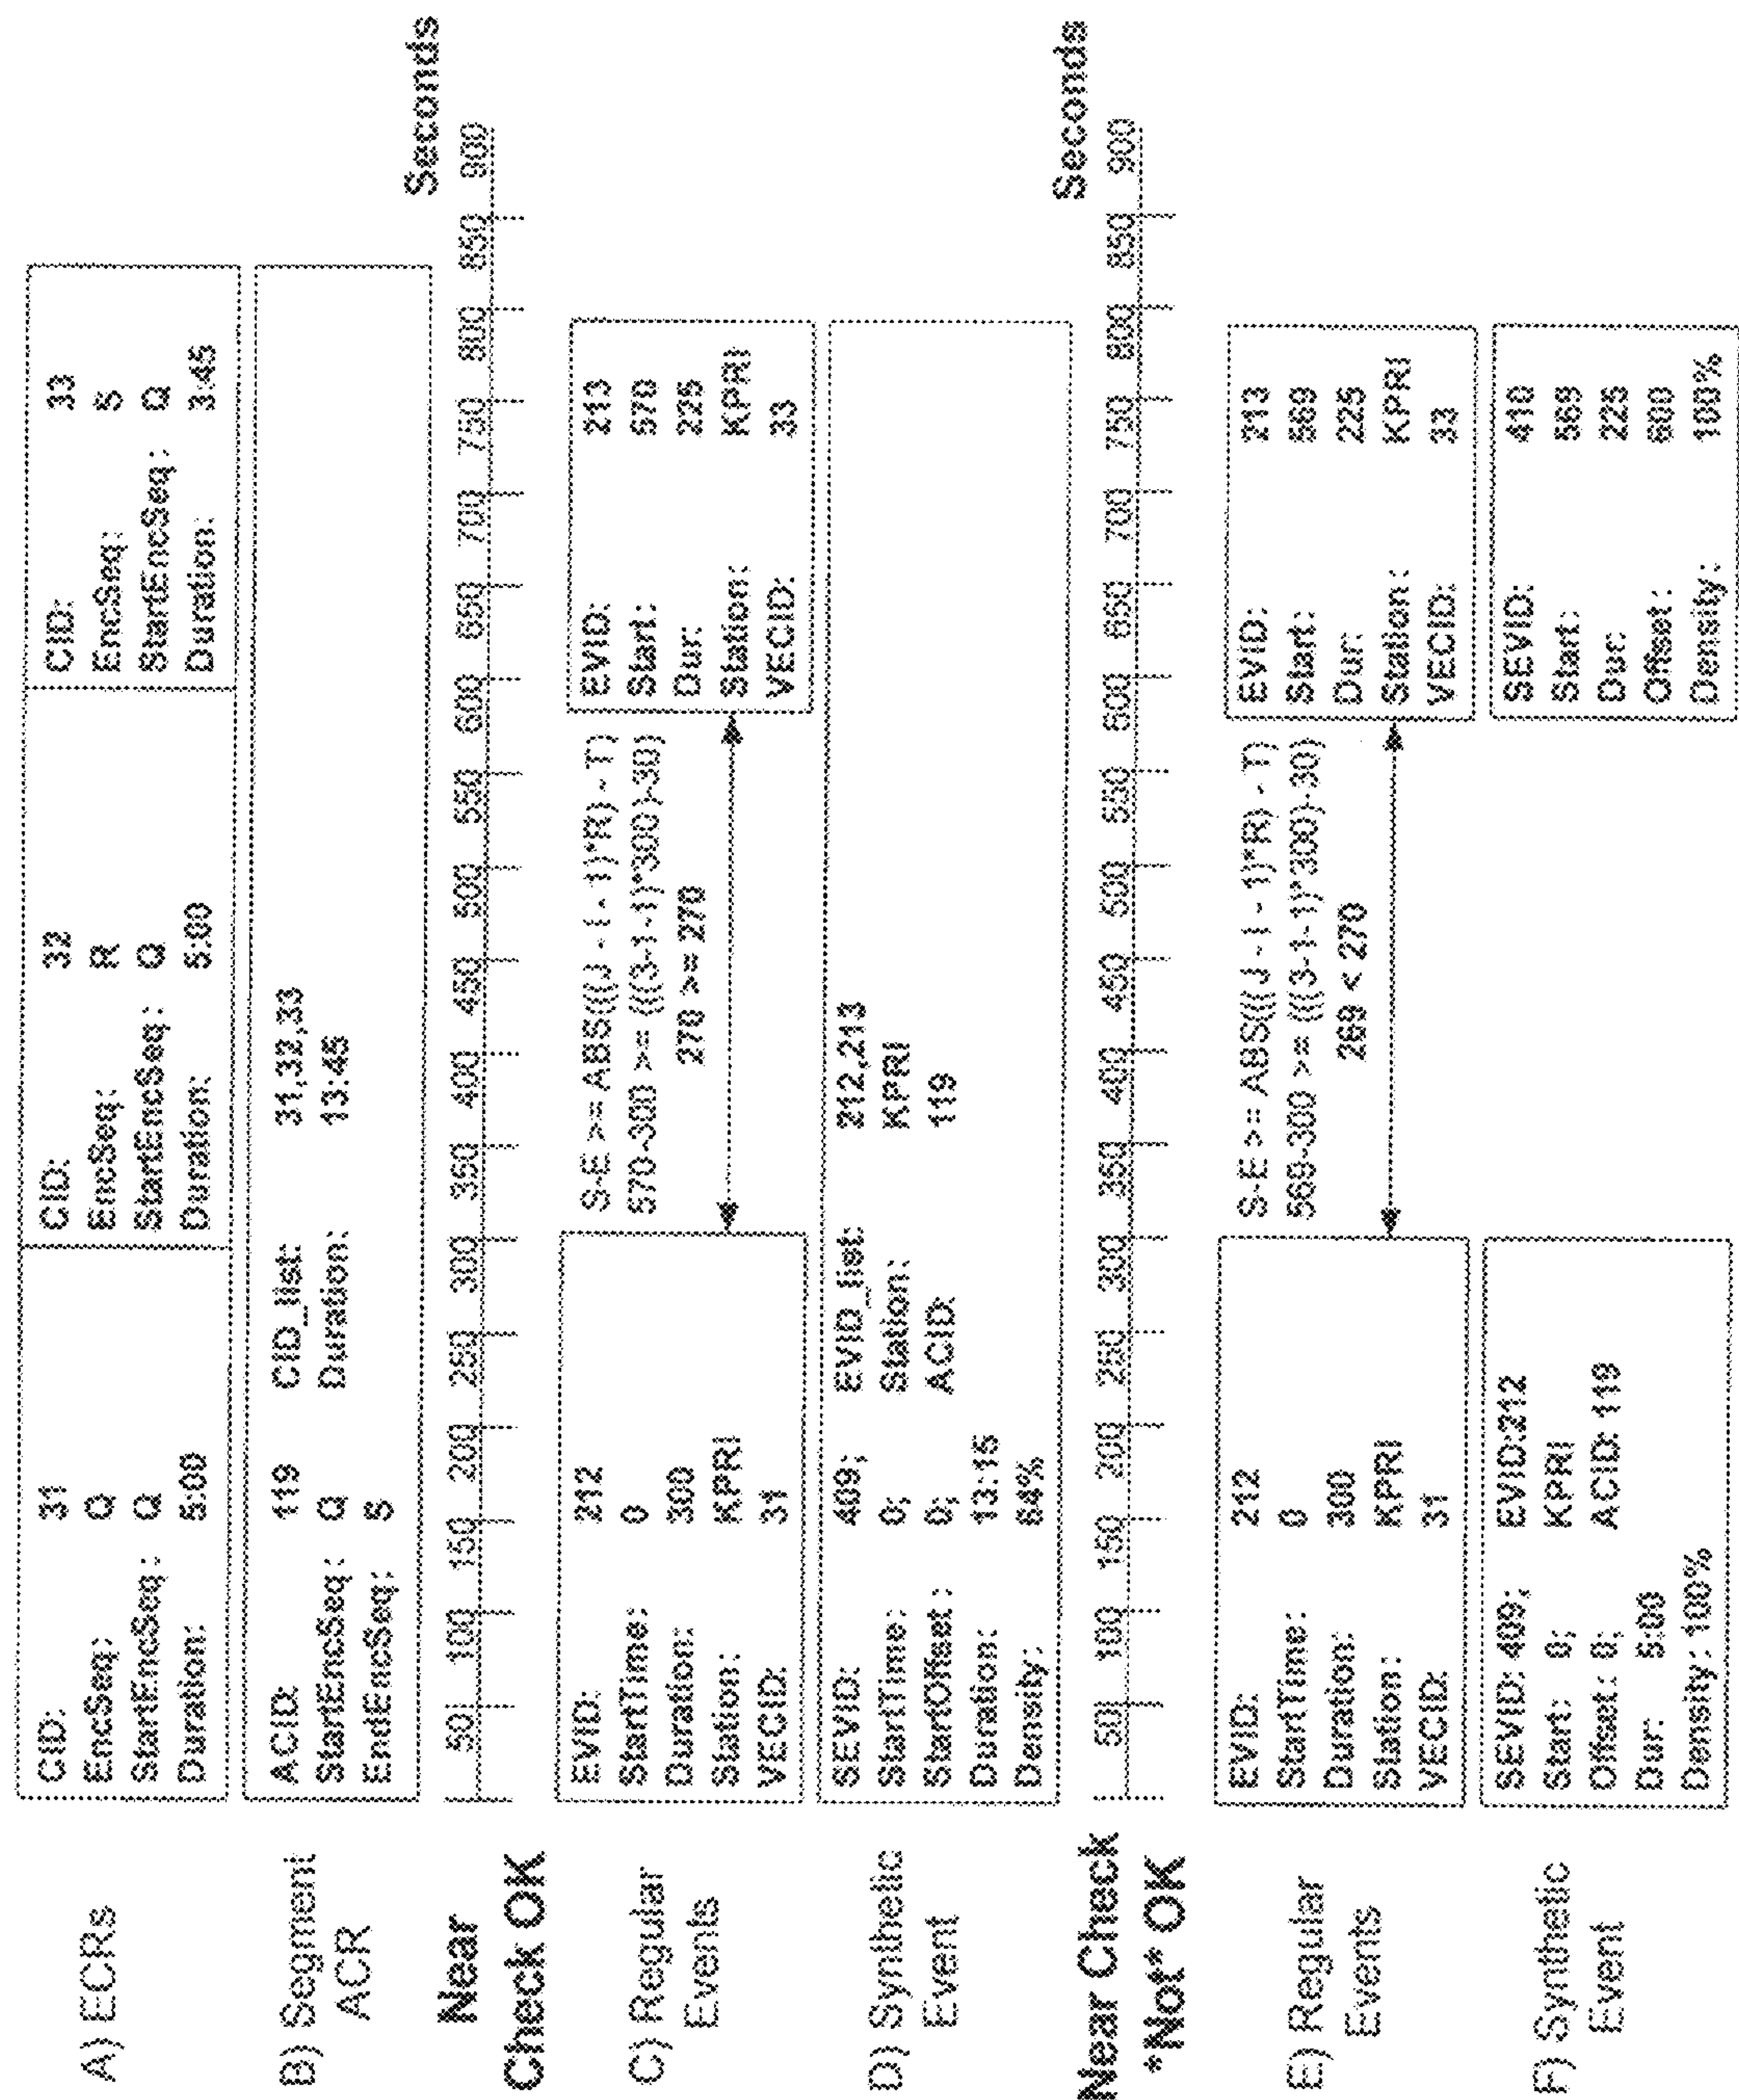 A) ECRs
CID: 31
EncSeq: Q
StartEncSeq: Q
Duration: 5:00
CID: 32
EncSeq: R
StartEncSeq: Q
Duration: 5:00
CID: 33
EncSeq: S
StartEncSeq: Q
Duration: 3:45
B) Segment
ACR
ACID: 119
StartEncSeq: Q
EndEncSeq: S
CID_list: 31,32,33
Duration: 13:45
Near
Check OK
50 100 150 200 250 300 350 400 450 500 550 600 650 700 750 800 850 900
Seconds
C) Regular
Events
EVID: 212
StartTime: 0
Duration: 300
Station: KPRI
VECID: 31
S-E >= ABS(((J - I - 1)*R) - T)
570-300 >= (((3-1-1)*300)-30)
270 >= 270
EVID: 213
Start: 570
Dur: 225
Station: KPRI
VECID: 33
D) Synthetic
Event
SEVID: 409;
StartTime: 0;
StartOffset: 0;
Duration: 13:15
Density: 64%
EVID_list: 212,213
Station: KPRI
ACID: 119
Near Check
*Not* OK
50 100 150 200 250 300 350 400 450 500 550 600 650 700 750 800 850 900
Seconds
E) Regular
Events
EVID: 212
StartTime: 0
Duration: 300
Station: KPRI
VECID: 31
S-E >= ABS(((J - I - 1)*R) - T)
569-300 >= (((3-1-1)*300)-30)
269 < 270
EVID: 213
Start: 569
Dur: 225
Station: KPRI
VECID: 33
F) Synthetic
Event
SEVID: 409; EVID:212
Start: 0; KPRI
Offset: 0; ACID: 119
Dur: 5:00
Density: 100%
SEVID: 410
Start: 569
Dur: 225
Offset: 600
Density: 100%